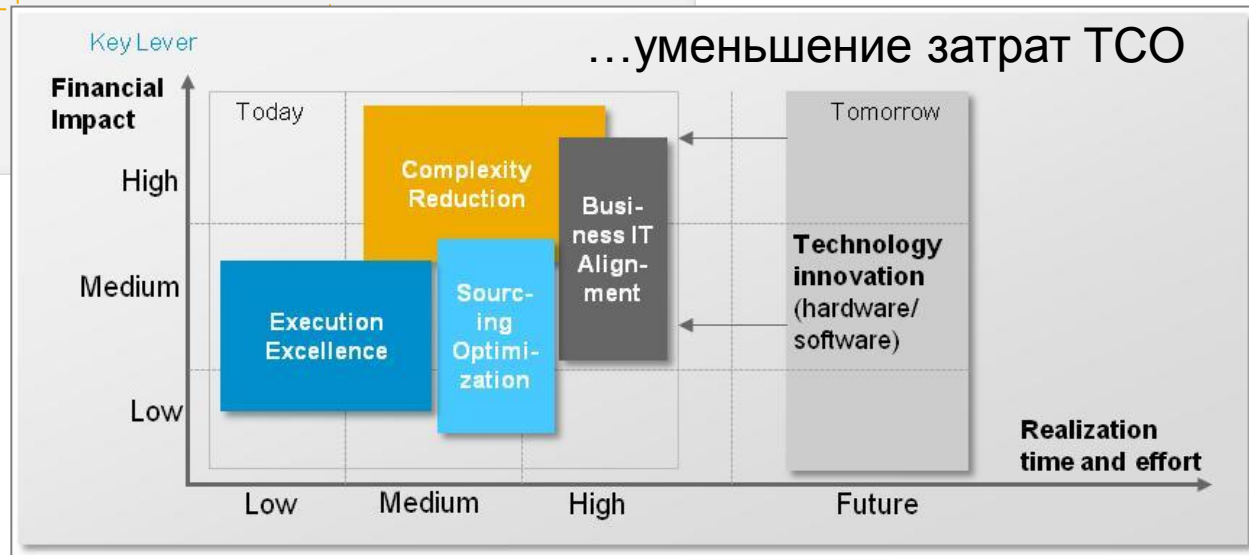 Key Lever
…уменьшение затрат TCO
Financial
Impact
Today
Tomorrow
High
Complexity
Reduction
Busi-
ness IT
Align-
ment
Technology
innovation
(hardware/
software)
Medium
Execution
Excellence
Sourc-
ing
Optimi-
zation
Low
Realization
time and effort
Low
Medium
High
Future